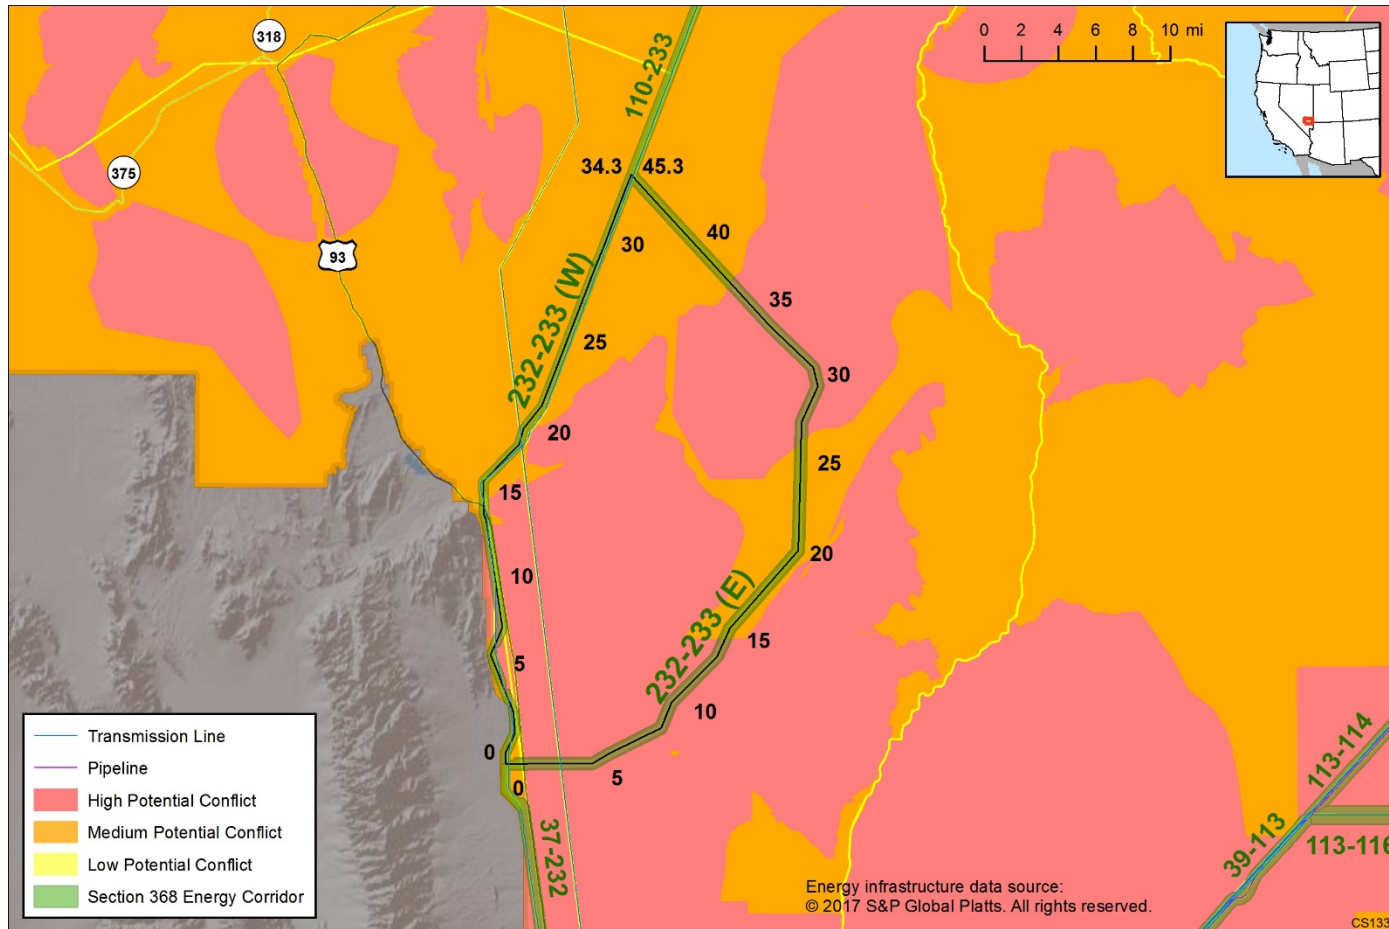 318
110-233
0 2 4 6 8 10 mi
375
34.3 45.3
93
30
40
232-233 (W)
35
25
30
20
25
15
20
10
232-233 (E)
15
5
10
0
5
0
37-232
113-114
39-113
113-116
Transmission Line
Pipeline
High Potential Conflict
Medium Potential Conflict
Low Potential Conflict
Section 368 Energy Corridor
Energy infrastructure data source:
© 2017 S&P Global Platts. All rights reserved.
CS133